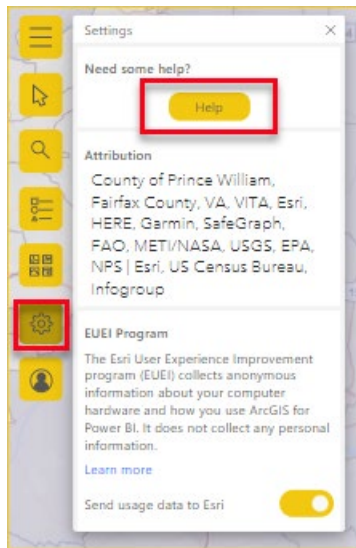 Settings
Need some help?
Help
Attribution
County of Prince William,
Fairfax County, VA, VITA, Esri,
HERE, Garmin, SafeGraph,
FAO, METI/NASA, USGS, EPA,
NPS | Esri, US Census Bureau,
Infogroup
EUEI Program
The Esri User Experience Improvement
program (EUEI) collects anonymous
information about your computer
hardware and how you use ArcGIS for
Power BI. It does not collect any personal
information.
Learn more
Send usage data to Esri